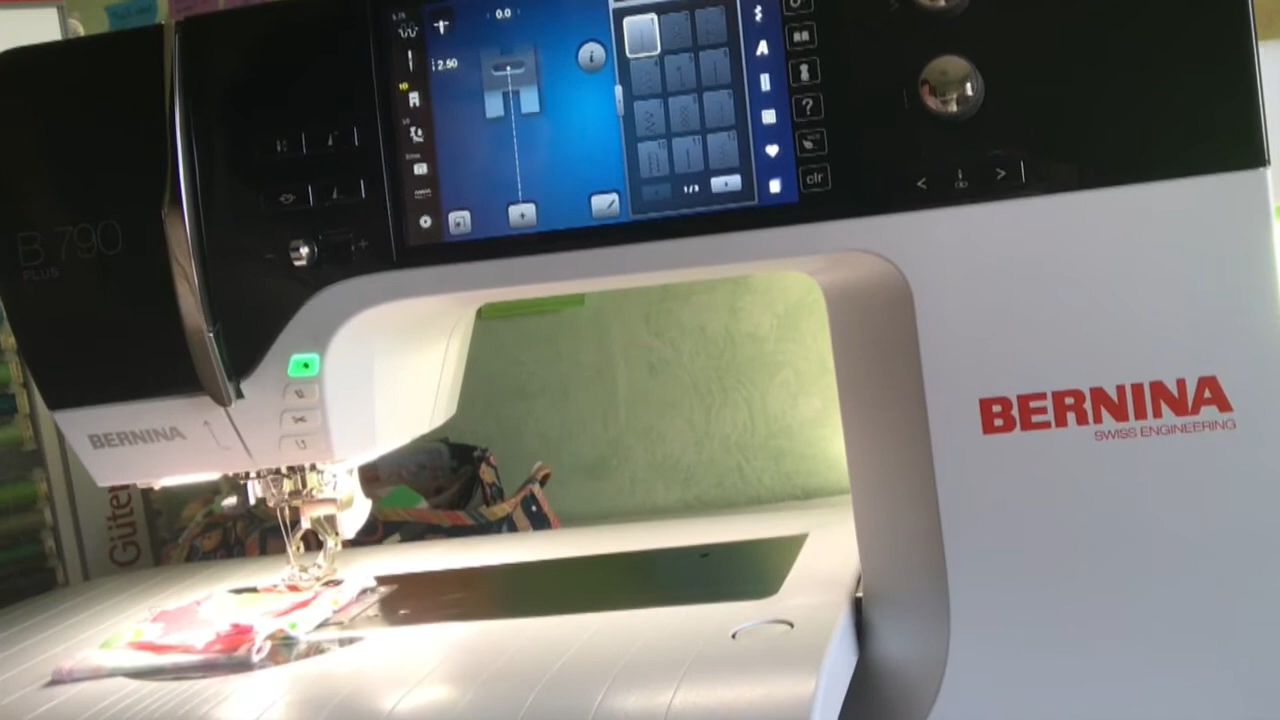 0.0
2.50
A
?
clr
1/3
< >
B 790
PLUS
BERNINA
BERNINA
SWISS ENGINEERING
Güter